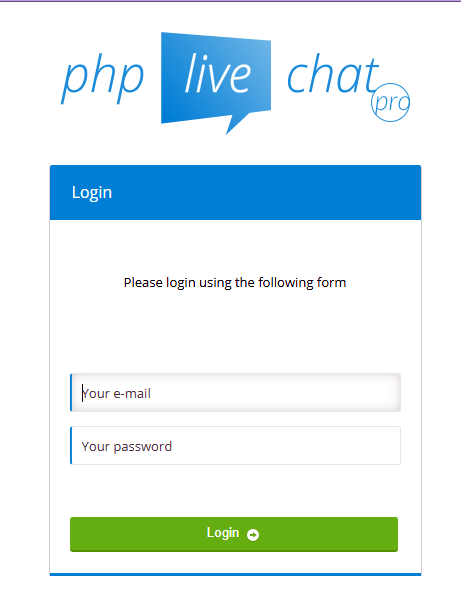 php live chat
pro
Login
Please login using the following form
Your e-mail
Your password
Login